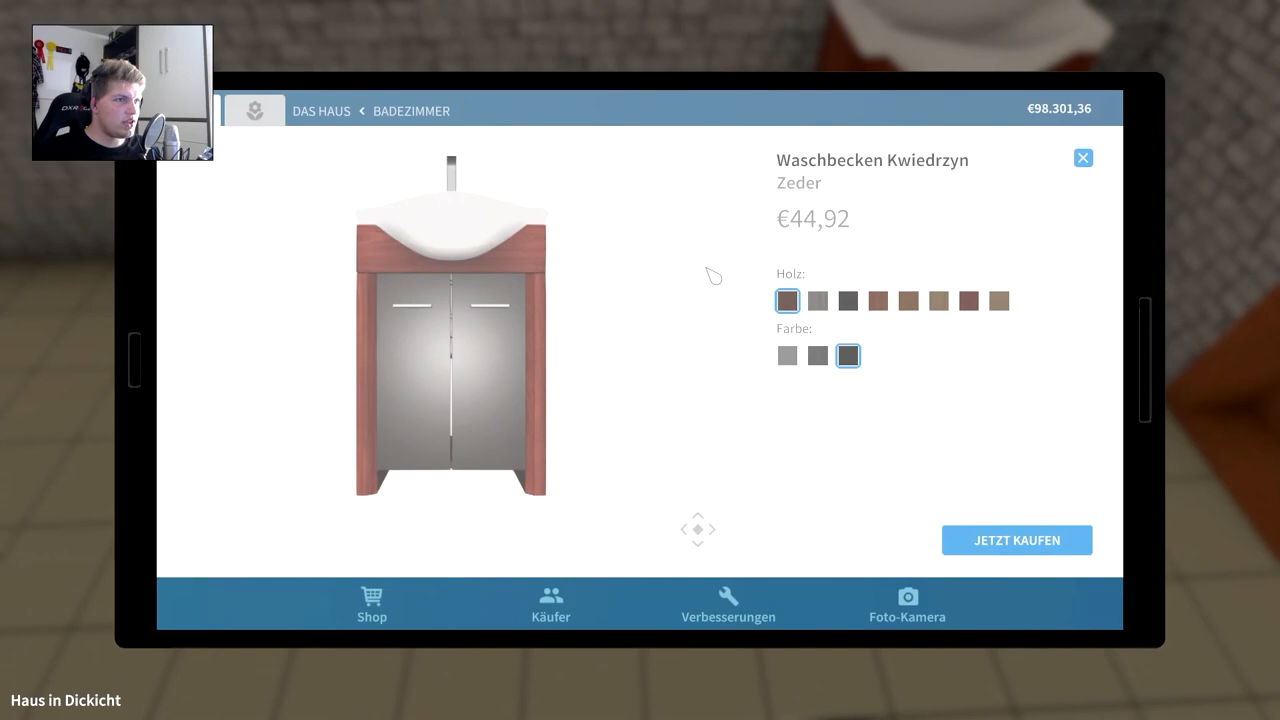 DAS HAUS < BADEZIMMER
€98.301,36
Waschbecken Kwiedrzyn
Zeder
€44,92
Holz:
Farbe:
JETZT KAUFEN
Shop
Käufer
Verbesserungen
Foto-Kamera
Haus in Dickicht